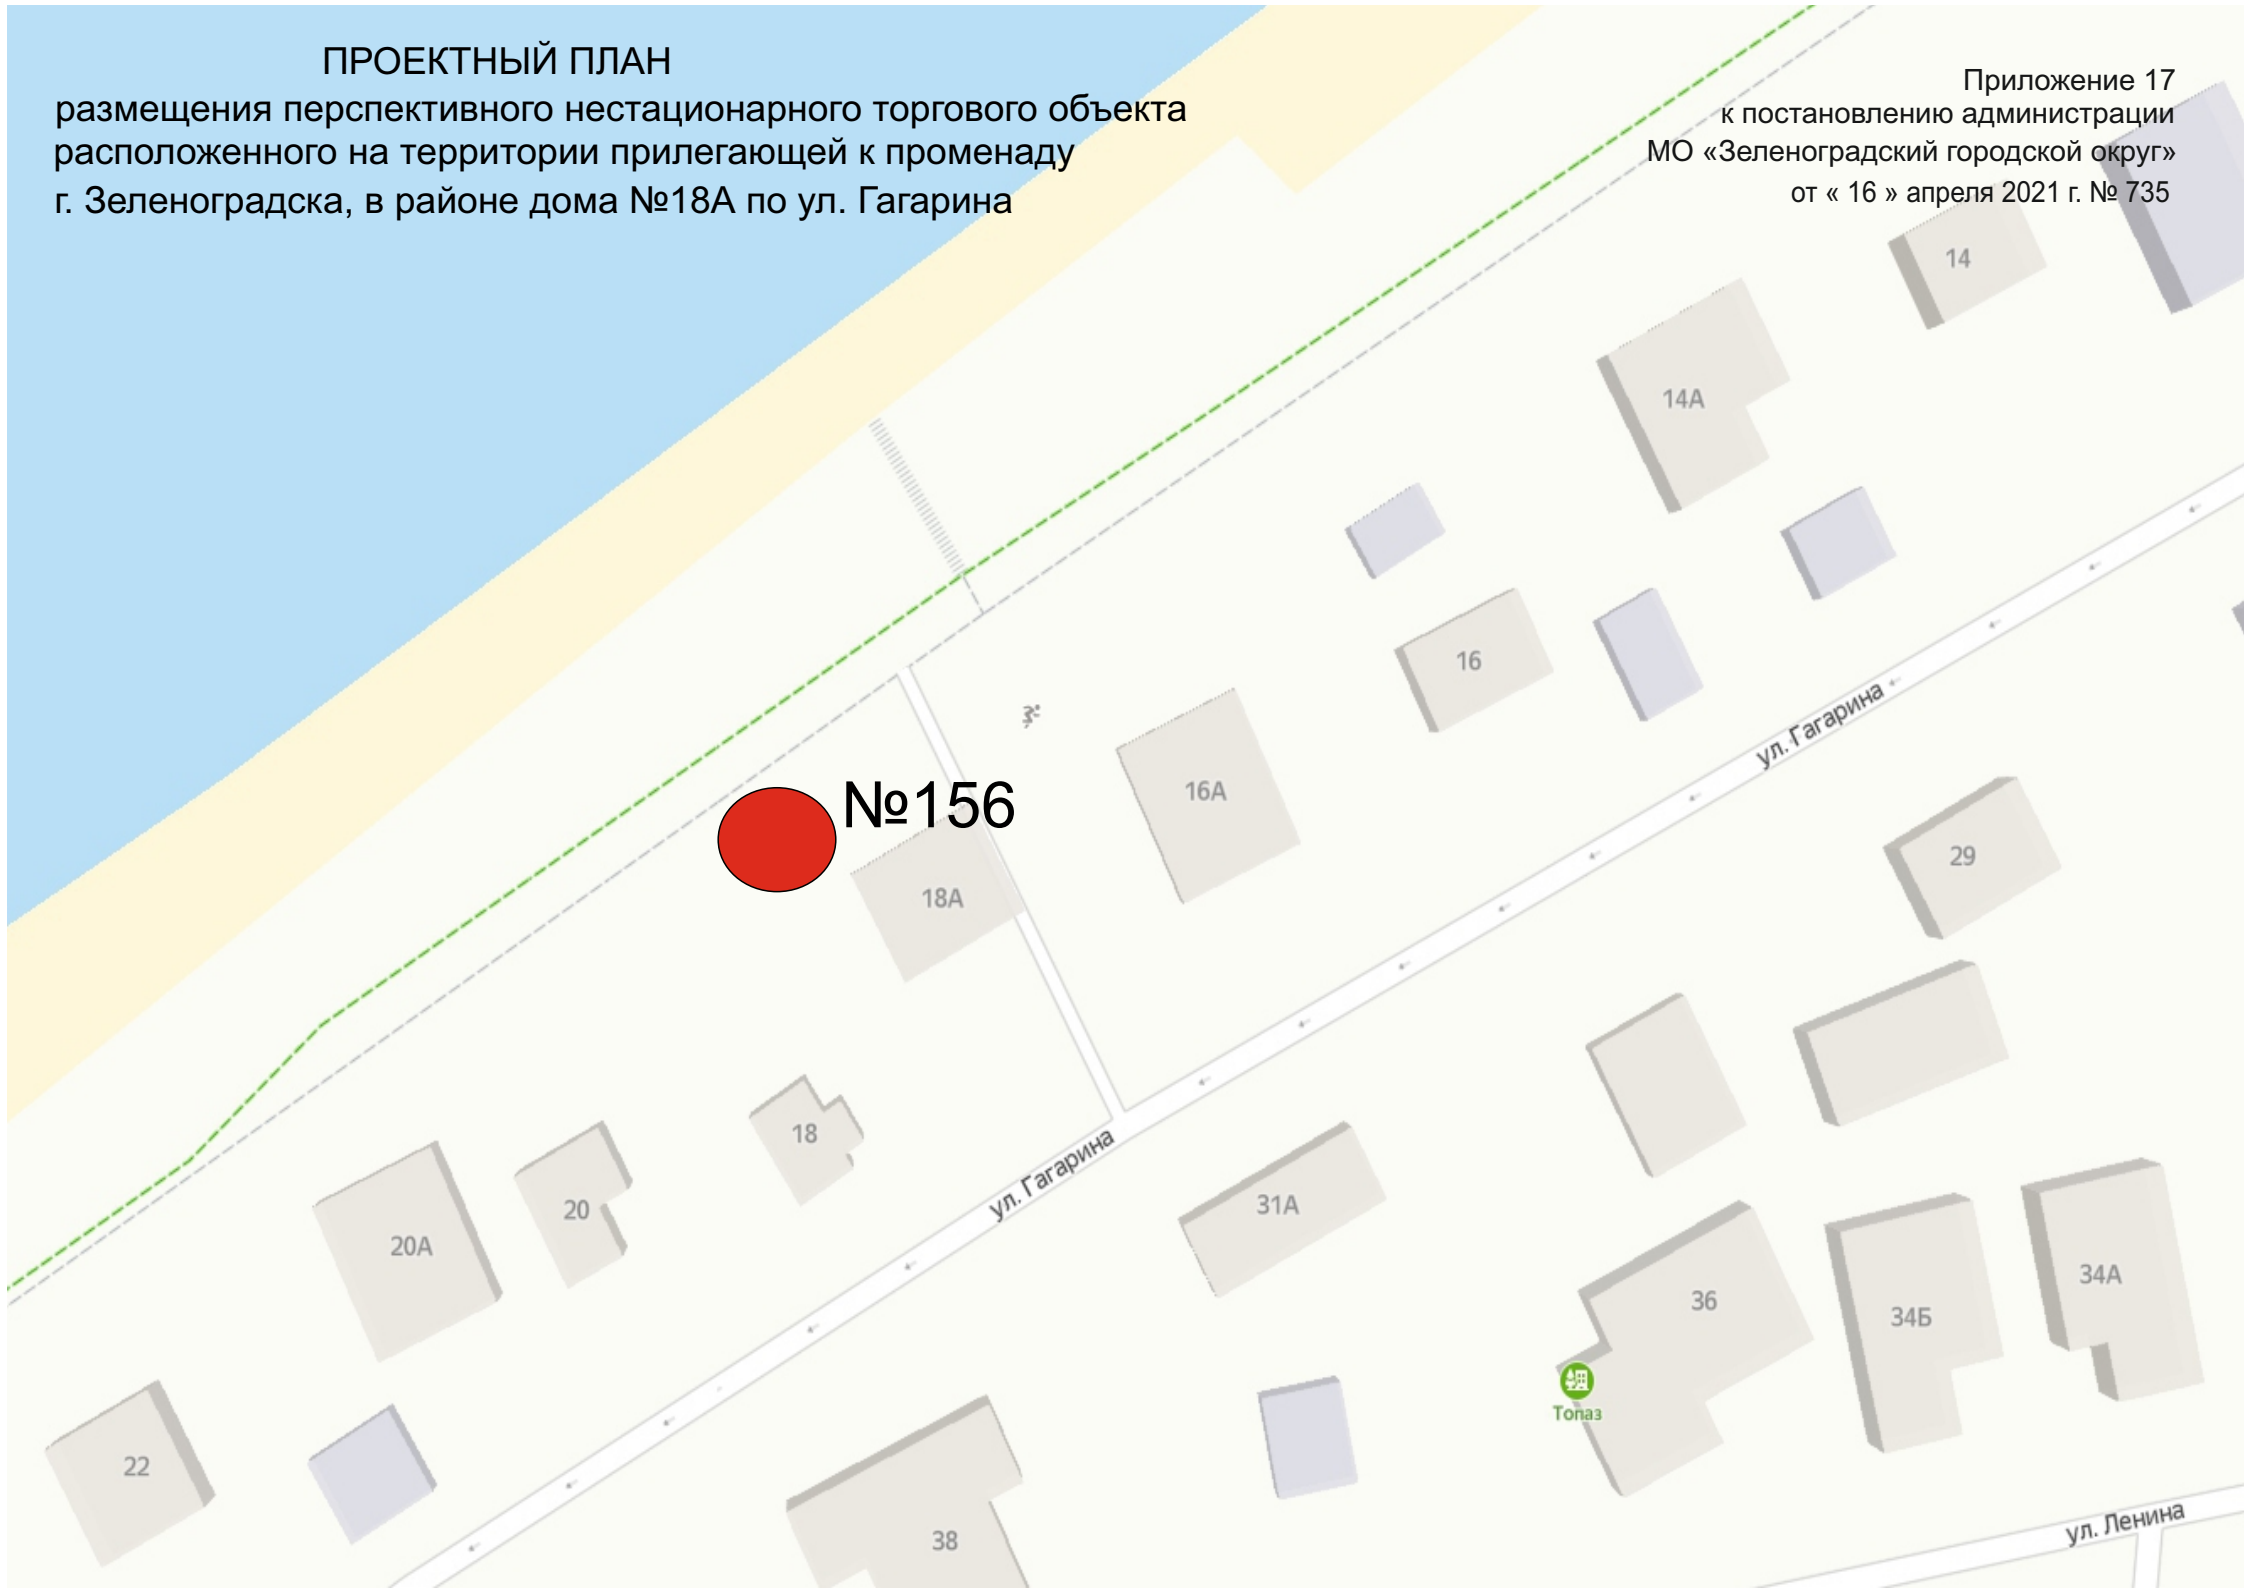 ПРОЕКТНЫЙ ПЛАН
размещения перспективного нестационарного торгового объекта
расположенного на территории прилегающей к променаду
г. Зеленоградска, в районе дома №18А по ул. Гагарина
Приложение 17
к постановлению администрации
МО «Зеленоградский городской округ»
от « 16 » апреля 2021 г. № 735
14
14А
16
ул. Гагарина
16А
№156
29
18А
18
ул. Гагарина
31А
20
20А
34А
36
34Б
Топаз
22
38
ул. Ленина